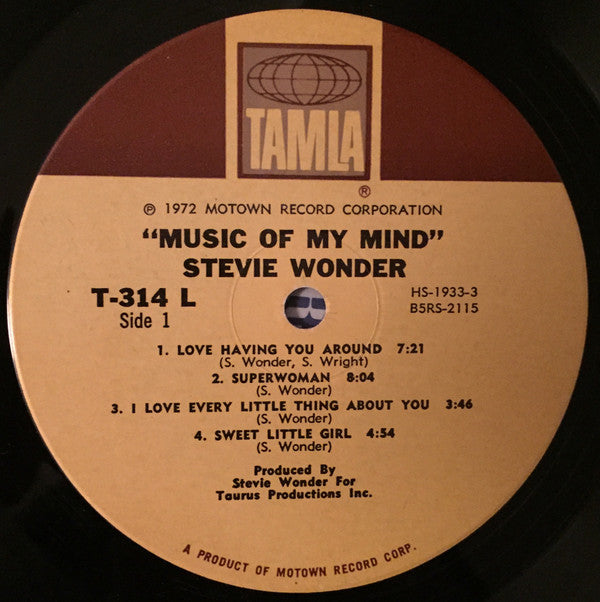 TAMLA
®
℗ 1972 MOTOWN RECORD CORPORATION
"MUSIC OF MY MIND"
STEVIE WONDER
T-314 L
Side 1
HS-1933-3
B5RS-2115
1. LOVE HAVING YOU AROUND 7:21
(S. Wonder, S. Wright)
2. SUPERWOMAN 8:04
(S. Wonder)
3. I LOVE EVERY LITTLE THING ABOUT YOU 3:46
(S. Wonder)
4. SWEET LITTLE GIRL 4:54
(S. Wonder)
Produced By
Stevie Wonder For
Taurus Productions Inc.
A PRODUCT OF MOTOWN RECORD CORP.